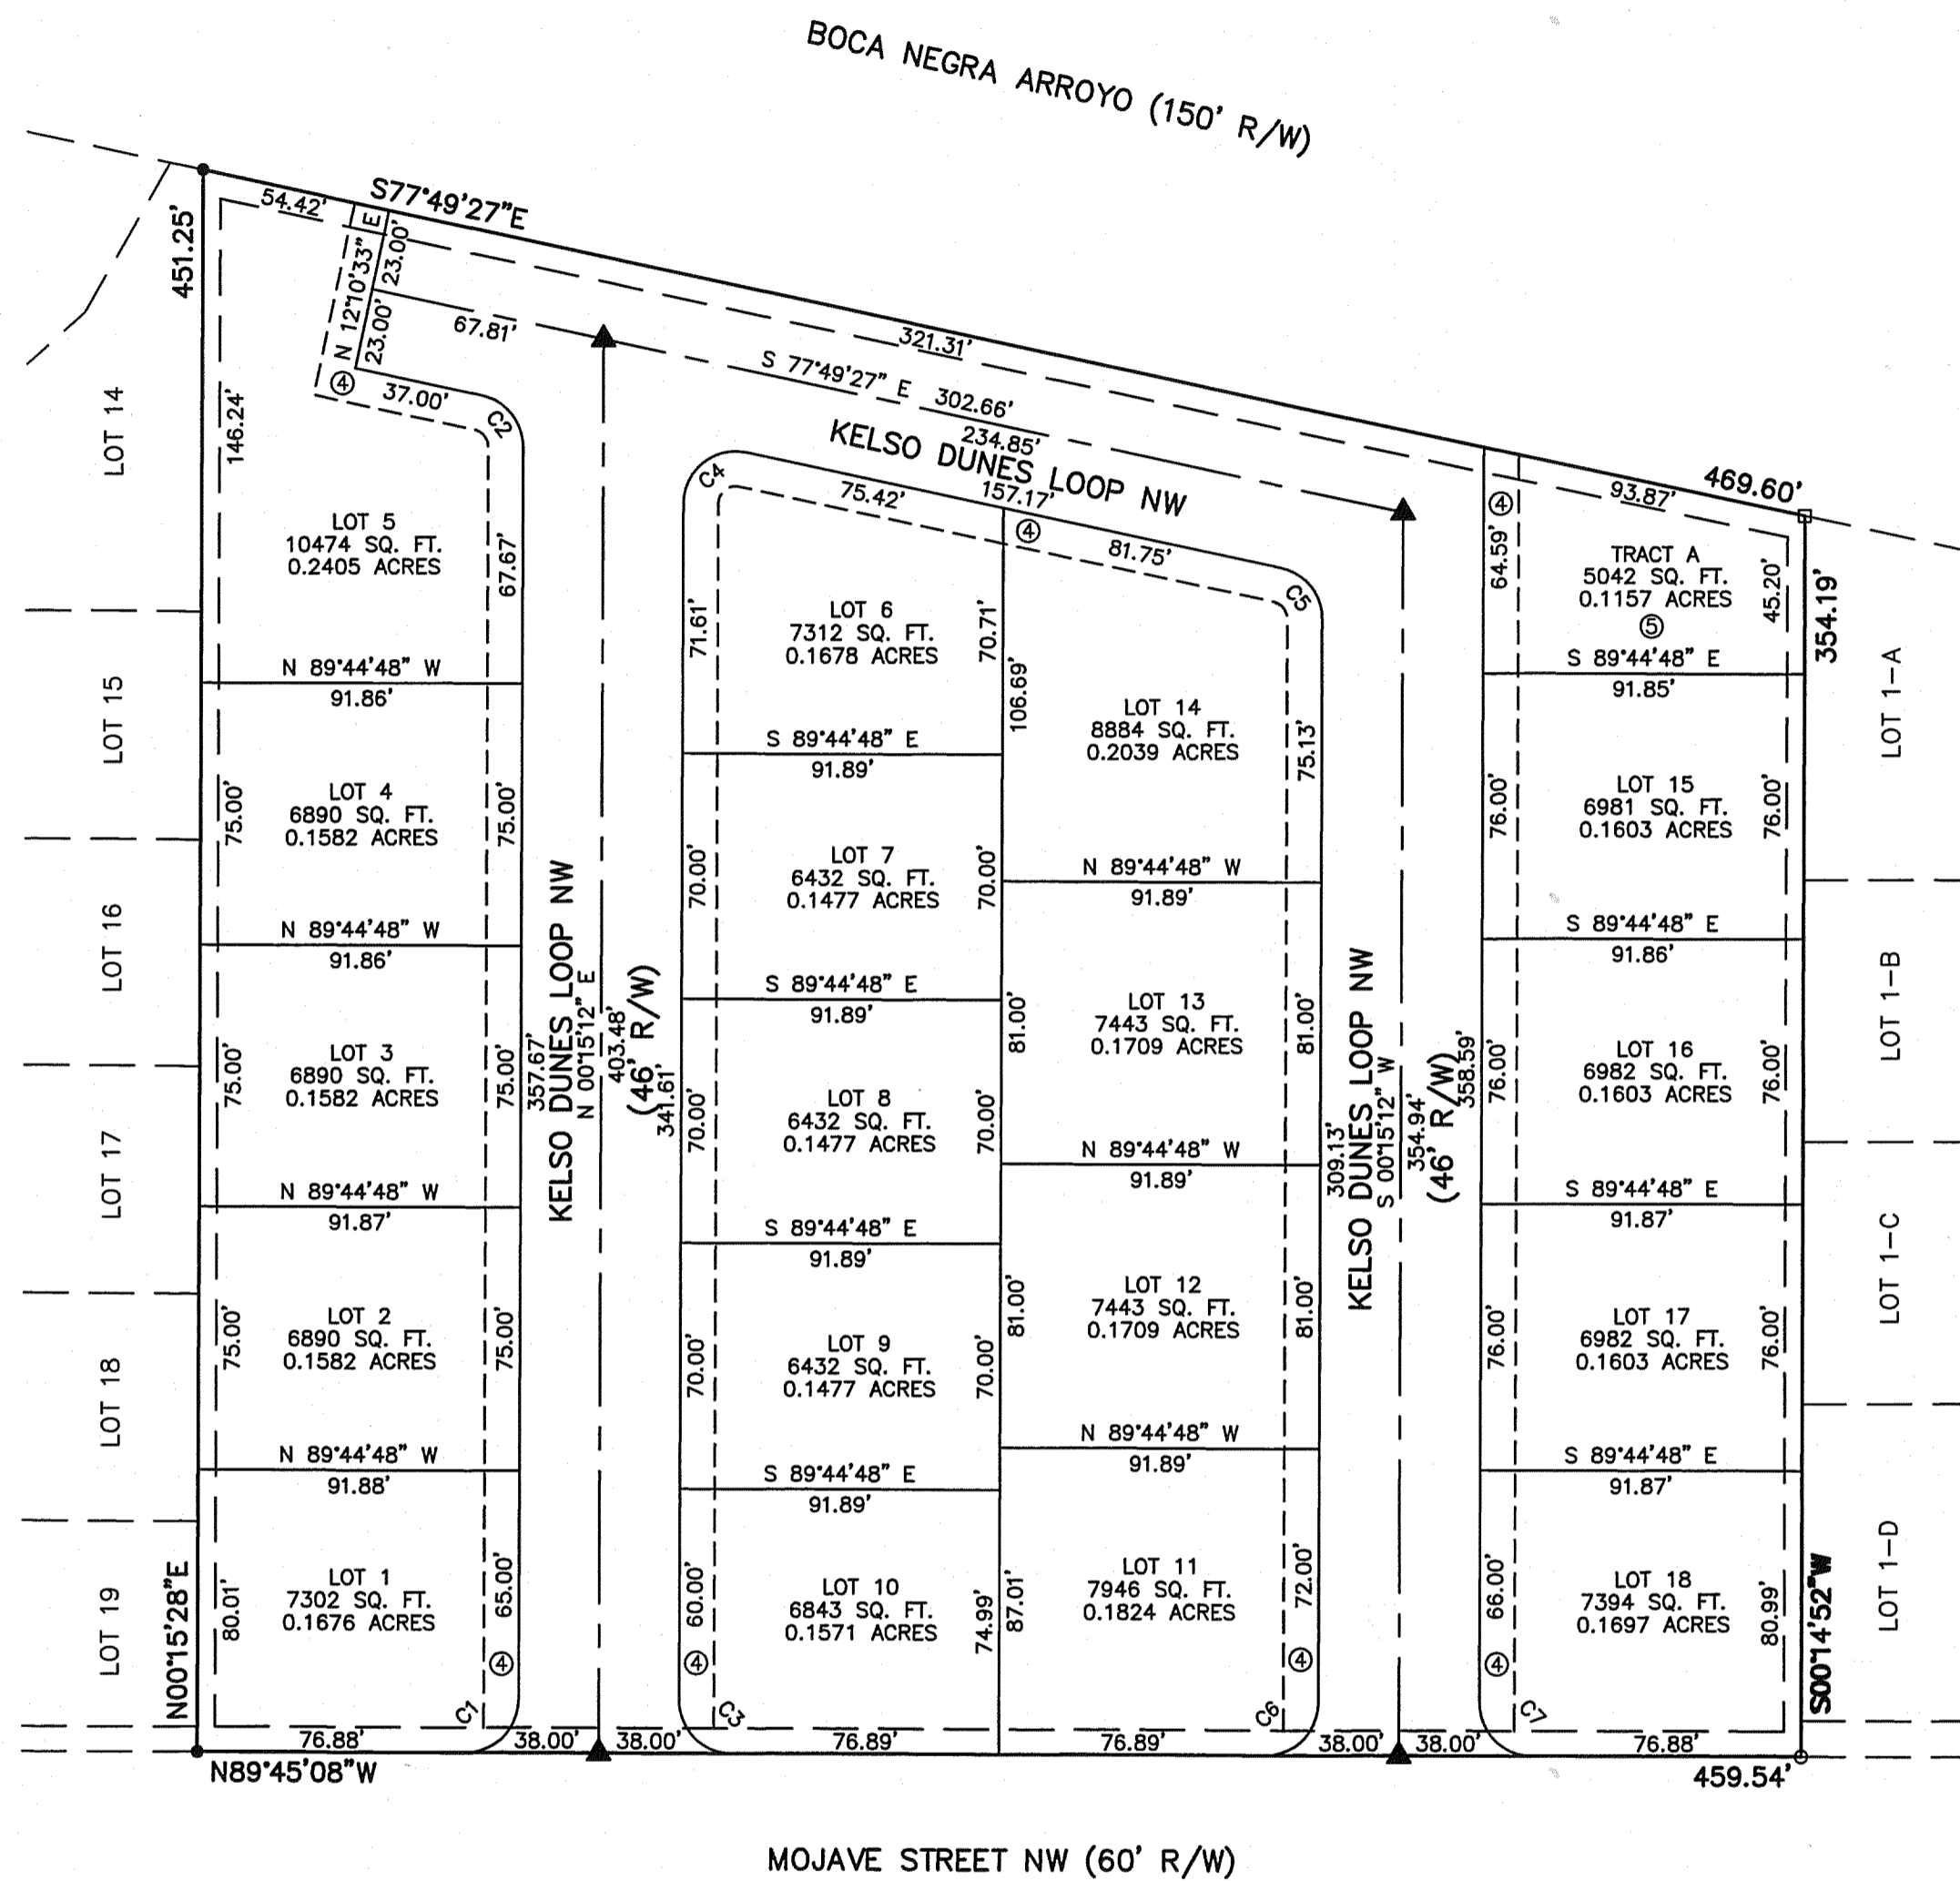 BOCA NEGRA ARROYO (150' R/W)
54.42'
S77°49'27"E
451.25'
N 12°10'33" E
23.00'
23.00'
67.81'
321.31'
S 77°49'27" E 302.66'
234.85'
KELSO DUNES LOOP NW
469.60'
93.87'
④
37.00'
C2
C4
75.42'
157.17'
④
81.75'
C5
④
64.59'
LOT 14
146.24'
LOT 5
10474 SQ. FT.
0.2405 ACRES
67.67'
N 89°44'48" W
91.86'
71.61'
LOT 6
7312 SQ. FT.
0.1678 ACRES
70.71'
106.69'
S 89°44'48" E
91.89'
LOT 14
8884 SQ. FT.
0.2039 ACRES
75.13'
N 89°44'48" W
91.89'
TRACT A
5042 SQ. FT.
0.1157 ACRES
⑤
45.20'
354.19'
S 89°44'48" E
91.85'
LOT 1-A
LOT 15
75.00'
LOT 4
6890 SQ. FT.
0.1582 ACRES
75.00'
N 89°44'48" W
91.86'
70.00'
LOT 7
6432 SQ. FT.
0.1477 ACRES
70.00'
S 89°44'48" E
91.89'
76.00'
LOT 15
6981 SQ. FT.
0.1603 ACRES
76.00'
S 89°44'48" E
91.86'
LOT 16
75.00'
LOT 3
6890 SQ. FT.
0.1582 ACRES
75.00'
357.67'
KELSO DUNES LOOP NW
N 00°15'12" E
403.48'
(46' R/W)
341.61'
N 89°44'48" W
91.87'
70.00'
LOT 8
6432 SQ. FT.
0.1477 ACRES
70.00'
S 89°44'48" E
91.89'
81.00'
LOT 13
7443 SQ. FT.
0.1709 ACRES
81.00'
N 89°44'48" W
91.89'
309.13'
KELSO DUNES LOOP NW
S 00°15'12" W
354.94'
(46' R/W)
358.59'
76.00'
LOT 16
6982 SQ. FT.
0.1603 ACRES
76.00'
S 89°44'48" E
91.87'
LOT 1-B
LOT 17
75.00'
LOT 2
6890 SQ. FT.
0.1582 ACRES
75.00'
N 89°44'48" W
91.88'
70.00'
LOT 9
6432 SQ. FT.
0.1477 ACRES
70.00'
S 89°44'48" E
91.89'
81.00'
LOT 12
7443 SQ. FT.
0.1709 ACRES
81.00'
N 89°44'48" W
91.89'
76.00'
LOT 17
6982 SQ. FT.
0.1603 ACRES
76.00'
S 89°44'48" E
91.87'
LOT 1-C
LOT 18
LOT 19
N00°15'28"E
80.01'
LOT 1
7302 SQ. FT.
0.1676 ACRES
65.00'
④
C1
60.00'
④
C3
LOT 10
6843 SQ. FT.
0.1571 ACRES
74.99'
87.01'
LOT 11
7946 SQ. FT.
0.1824 ACRES
72.00'
④
C6
66.00'
④
C7
LOT 18
7394 SQ. FT.
0.1697 ACRES
80.99'
S00°14'52"W
LOT 1-D
76.88'
38.00'
38.00'
76.89'
76.89'
38.00'
38.00'
76.88'
N89°45'08"W
459.54'
MOJAVE STREET NW (60' R/W)